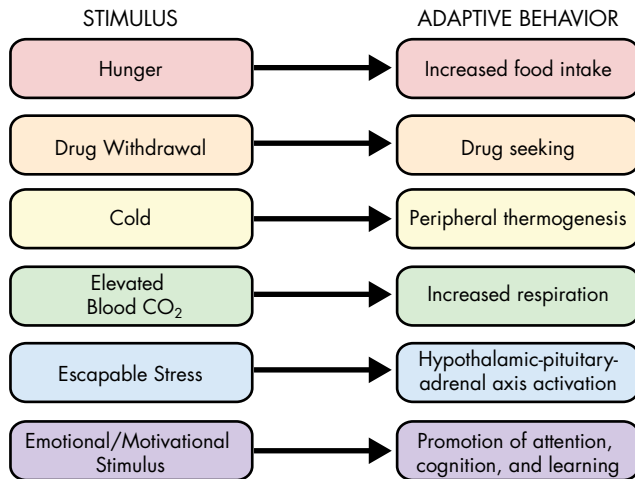 STIMULUS
ADAPTIVE BEHAVIOR
Hunger
Increased food intake
Drug Withdrawal
Drug seeking
Cold
Peripheral thermogenesis
Elevated
Blood CO₂
Increased respiration
Escapable Stress
Hypothalamic-pituitary-
adrenal axis activation
Emotional/Motivational
Stimulus
Promotion of attention,
cognition, and learning